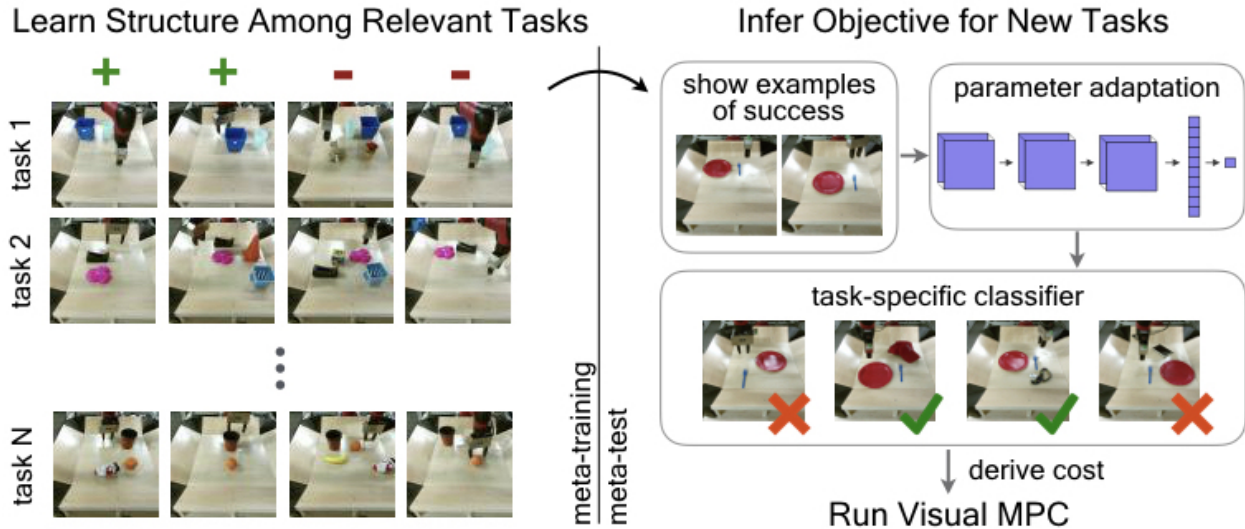 Learn Structure Among Relevant Tasks
+ + - -
task 1
task 2
task N
meta-training
meta-test
Infer Objective for New Tasks
show examples
of success
parameter adaptation
task-specific classifier
derive cost
Run Visual MPC